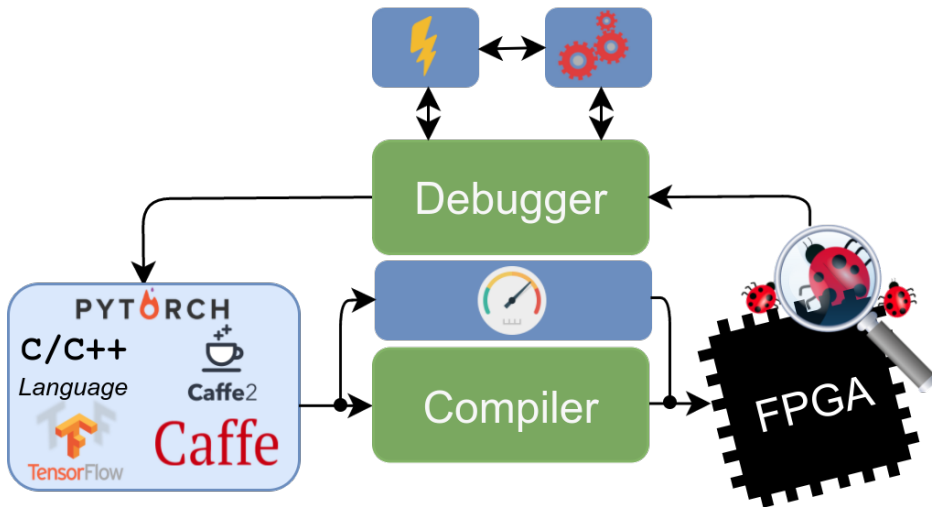 Debugger
PYTORCH
C/C++
Language
Caffe2
TensorFlow
Caffe
Compiler
FPGA